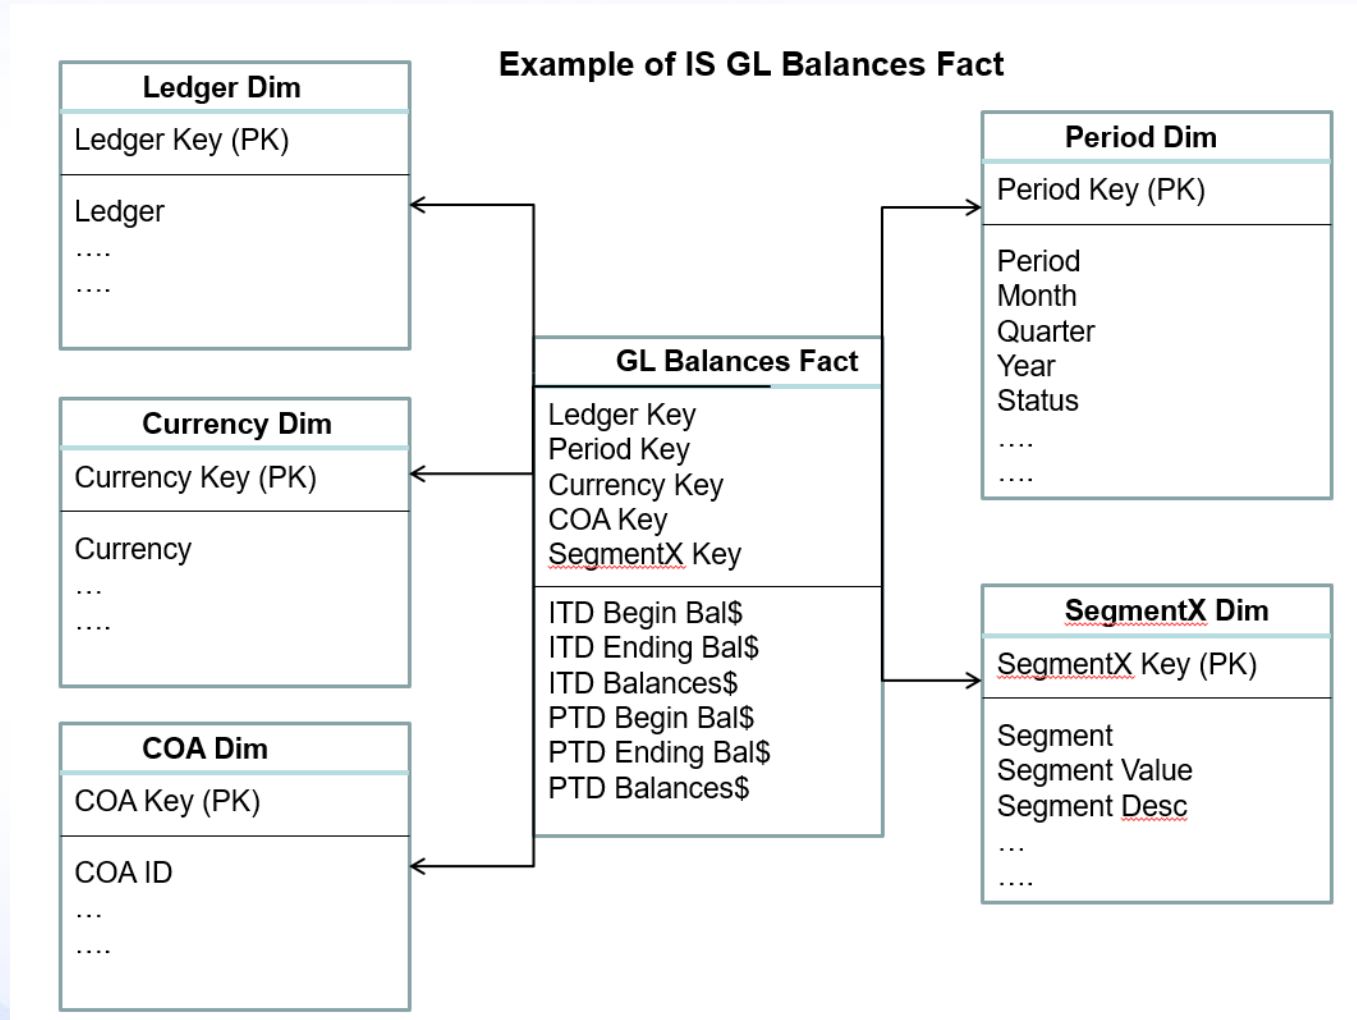 Example of IS GL Balances Fact
Ledger Dim
Ledger Key (PK)
Ledger
....
....
Currency Dim
Currency Key (PK)
Currency
...
....
COA Dim
COA Key (PK)
COA ID
...
....
GL Balances Fact
Ledger Key
Period Key
Currency Key
COA Key
SegmentX Key
ITD Begin Bal$
ITD Ending Bal$
ITD Balances$
PTD Begin Bal$
PTD Ending Bal$
PTD Balances$
Period Dim
Period Key (PK)
Period
Month
Quarter
Year
Status
....
....
SegmentX Dim
SegmentX Key (PK)
Segment
Segment Value
Segment Desc
...
....